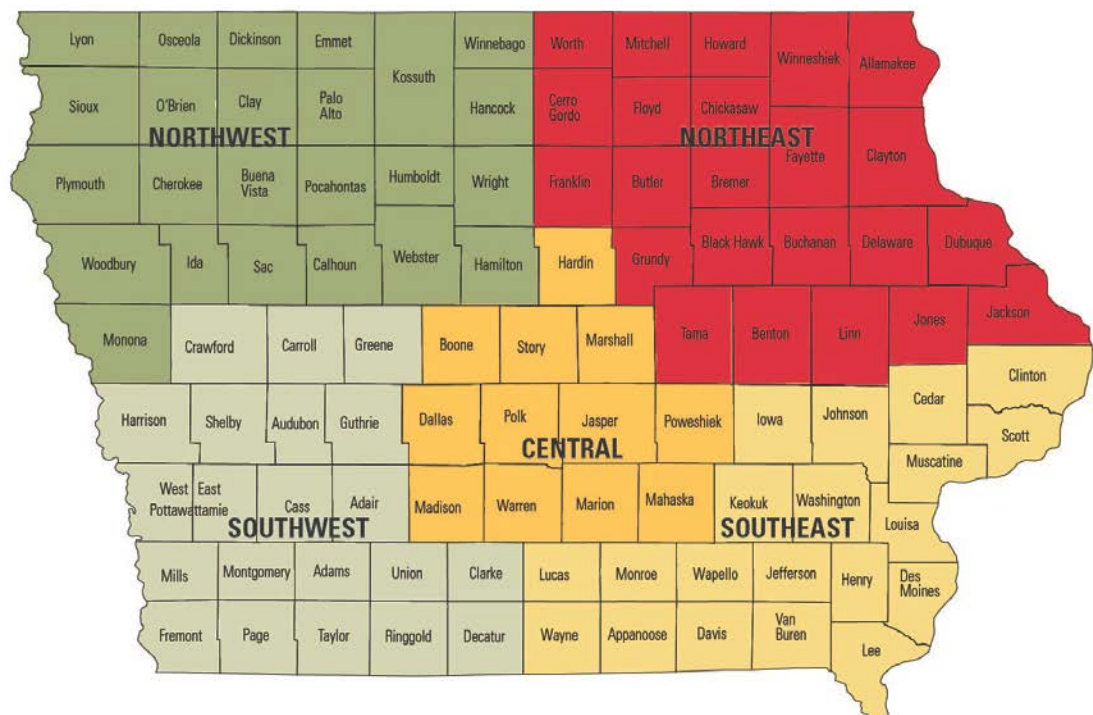 Lyon
Osceola
Dickinson
Emmet
Kossuth
Winnebago
Worth
Mitchell
Howard
Winneshiek
Allamakee
Sioux
O'Brien
Clay
Palo
Alto
Hancock
Cerro
Gordo
Floyd
Chickasaw
NORTHWEST
NORTHEAST
Fayette
Clayton
Plymouth
Cherokee
Buena
Vista
Pocahontas
Humboldt
Wright
Franklin
Butler
Bremer
Woodbury
Ida
Sac
Calhoun
Webster
Hamilton
Hardin
Grundy
Black Hawk
Buchanan
Delaware
Dubuque
Monona
Crawford
Carroll
Greene
Boone
Story
Marshall
Tama
Benton
Linn
Jones
Jackson
Harrison
Shelby
Audubon
Guthrie
Dallas
Polk
Jasper
Poweshiek
Iowa
Johnson
Cedar
Clinton
Scott
CENTRAL
Muscatine
West
East
Pottawattamie
Cass
Adair
Madison
Warren
Marion
Mahaska
Keokuk
Washington
Louisa
SOUTHWEST
SOUTHEAST
Mills
Montgomery
Adams
Union
Clarke
Lucas
Monroe
Wapello
Jefferson
Henry
Des
Moines
Fremont
Page
Taylor
Ringgold
Decatur
Wayne
Appanoose
Davis
Van
Buren
Lee